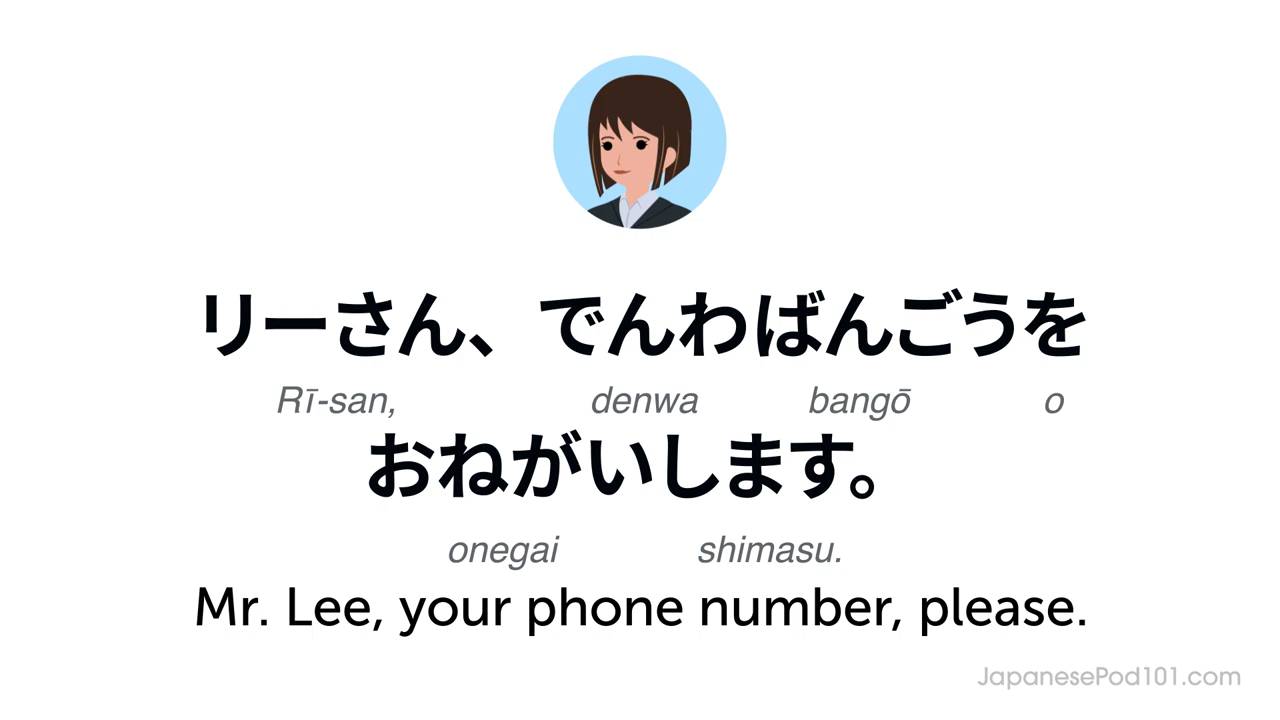 リーさん、でんわばんごうを
Rī-san, denwa bangō o
おねがいします。
onegai shimasu.
Mr. Lee, your phone number, please.
JapanesePod101.com